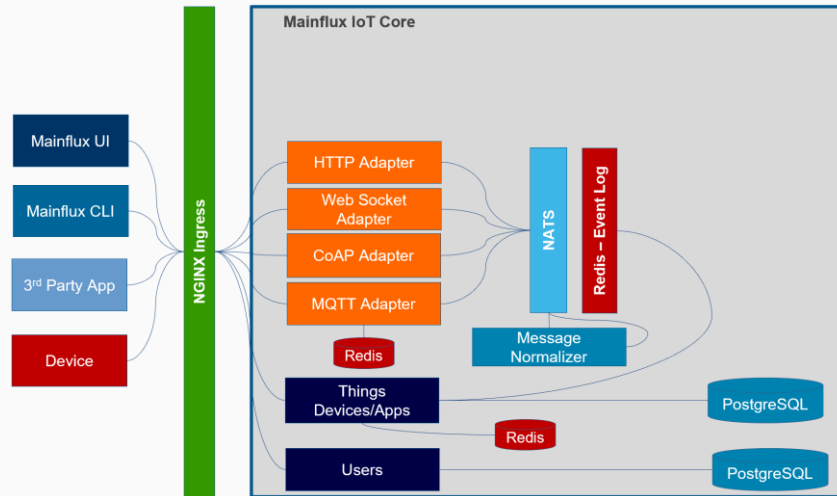 Mainflux IoT Core
Mainflux UI
Mainflux CLI
3rd Party App
Device
NGINX Ingress
HTTP Adapter
Web Socket
Adapter
CoAP Adapter
MQTT Adapter
Redis
NATS
Redis – Event Log
Message
Normalizer
Things
Devices/Apps
PostgreSQL
Redis
Users
PostgreSQL